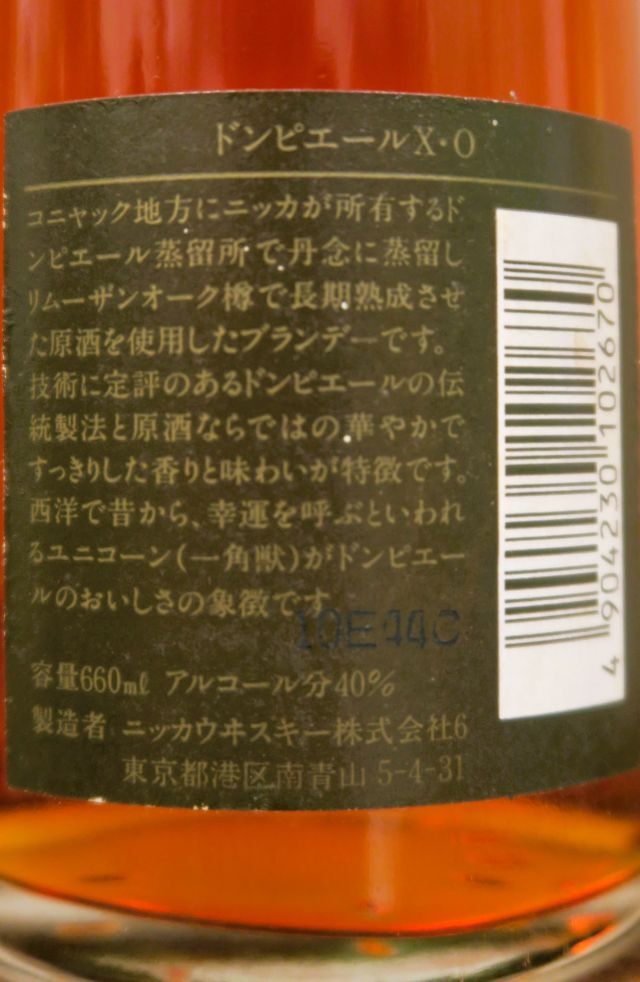 ドンピエールX・O
コニヤック地方にニッカが所有するド
ンピエール蒸留所で丹念に蒸留し
リムーザンオーク樽で長期熟成させ
た原酒を使用したブランデーです。
技術に定評のあるドンピエールの伝
統製法と原酒ならではの華やかで
すっきりした香りと味わいが特徴です。
西洋で昔から、幸運を呼ぶといわれ
るユニコーン(一角獣)がドンピエー
ルのおいしさの象徴です
10E44C
容量660ml アルコール分40%
製造者 ニッカウヰスキー株式会社6
東京都港区南青山 5-4-31
4 904230 102670